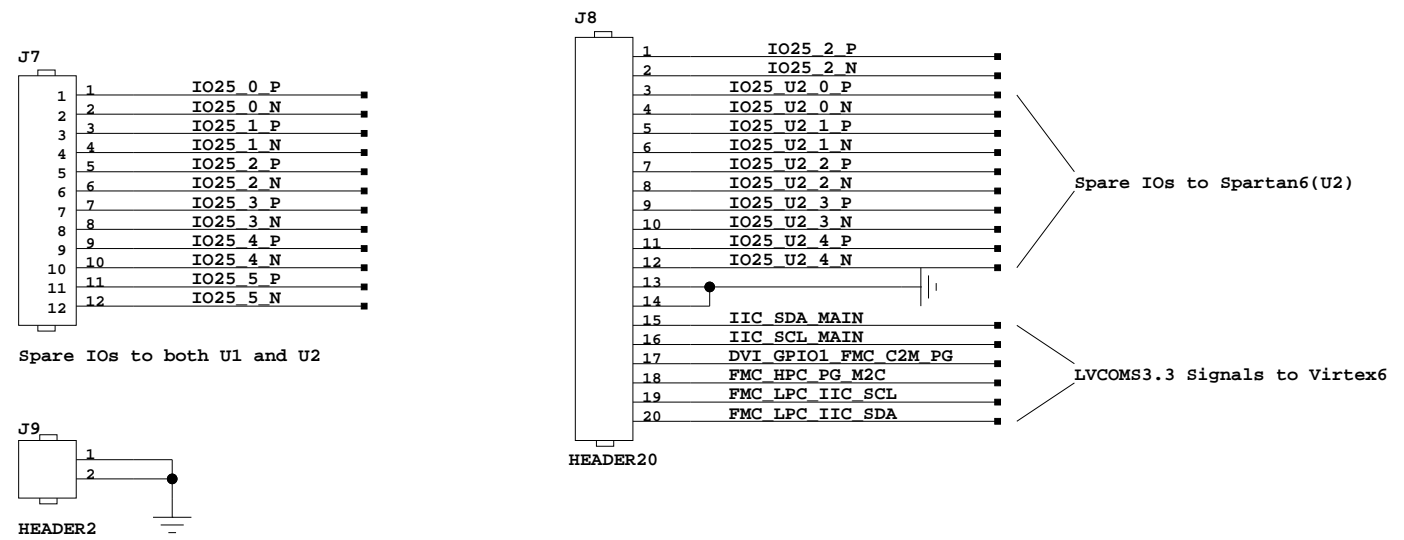 J7
1 1 IO25_0_P
2 2 IO25_0_N
3 3 IO25_1_P
4 4 IO25_1_N
5 5 IO25_2_P
6 6 IO25_2_N
7 7 IO25_3_P
8 8 IO25_3_N
9 9 IO25_4_P
10 10 IO25_4_N
11 11 IO25_5_P
12 12 IO25_5_N
Spare IOs to both U1 and U2
J9
1
2
HEADER2
J8
1 IO25_2_P
2 IO25_2_N
3 IO25_U2_0_P
4 IO25_U2_0_N
5 IO25_U2_1_P
6 IO25_U2_1_N
7 IO25_U2_2_P
8 IO25_U2_2_N
9 IO25_U2_3_P
10 IO25_U2_3_N
11 IO25_U2_4_P
12 IO25_U2_4_N
13
14
15 IIC_SDA_MAIN
16 IIC_SCL_MAIN
17 DVI_GPIO1_FMC_C2M_PG
18 FMC_HPC_PG_M2C
19 FMC_LPC_IIC_SCL
20 FMC_LPC_IIC_SDA
HEADER20
Spare IOs to Spartan6(U2)
LVCOMS3.3 Signals to Virtex6